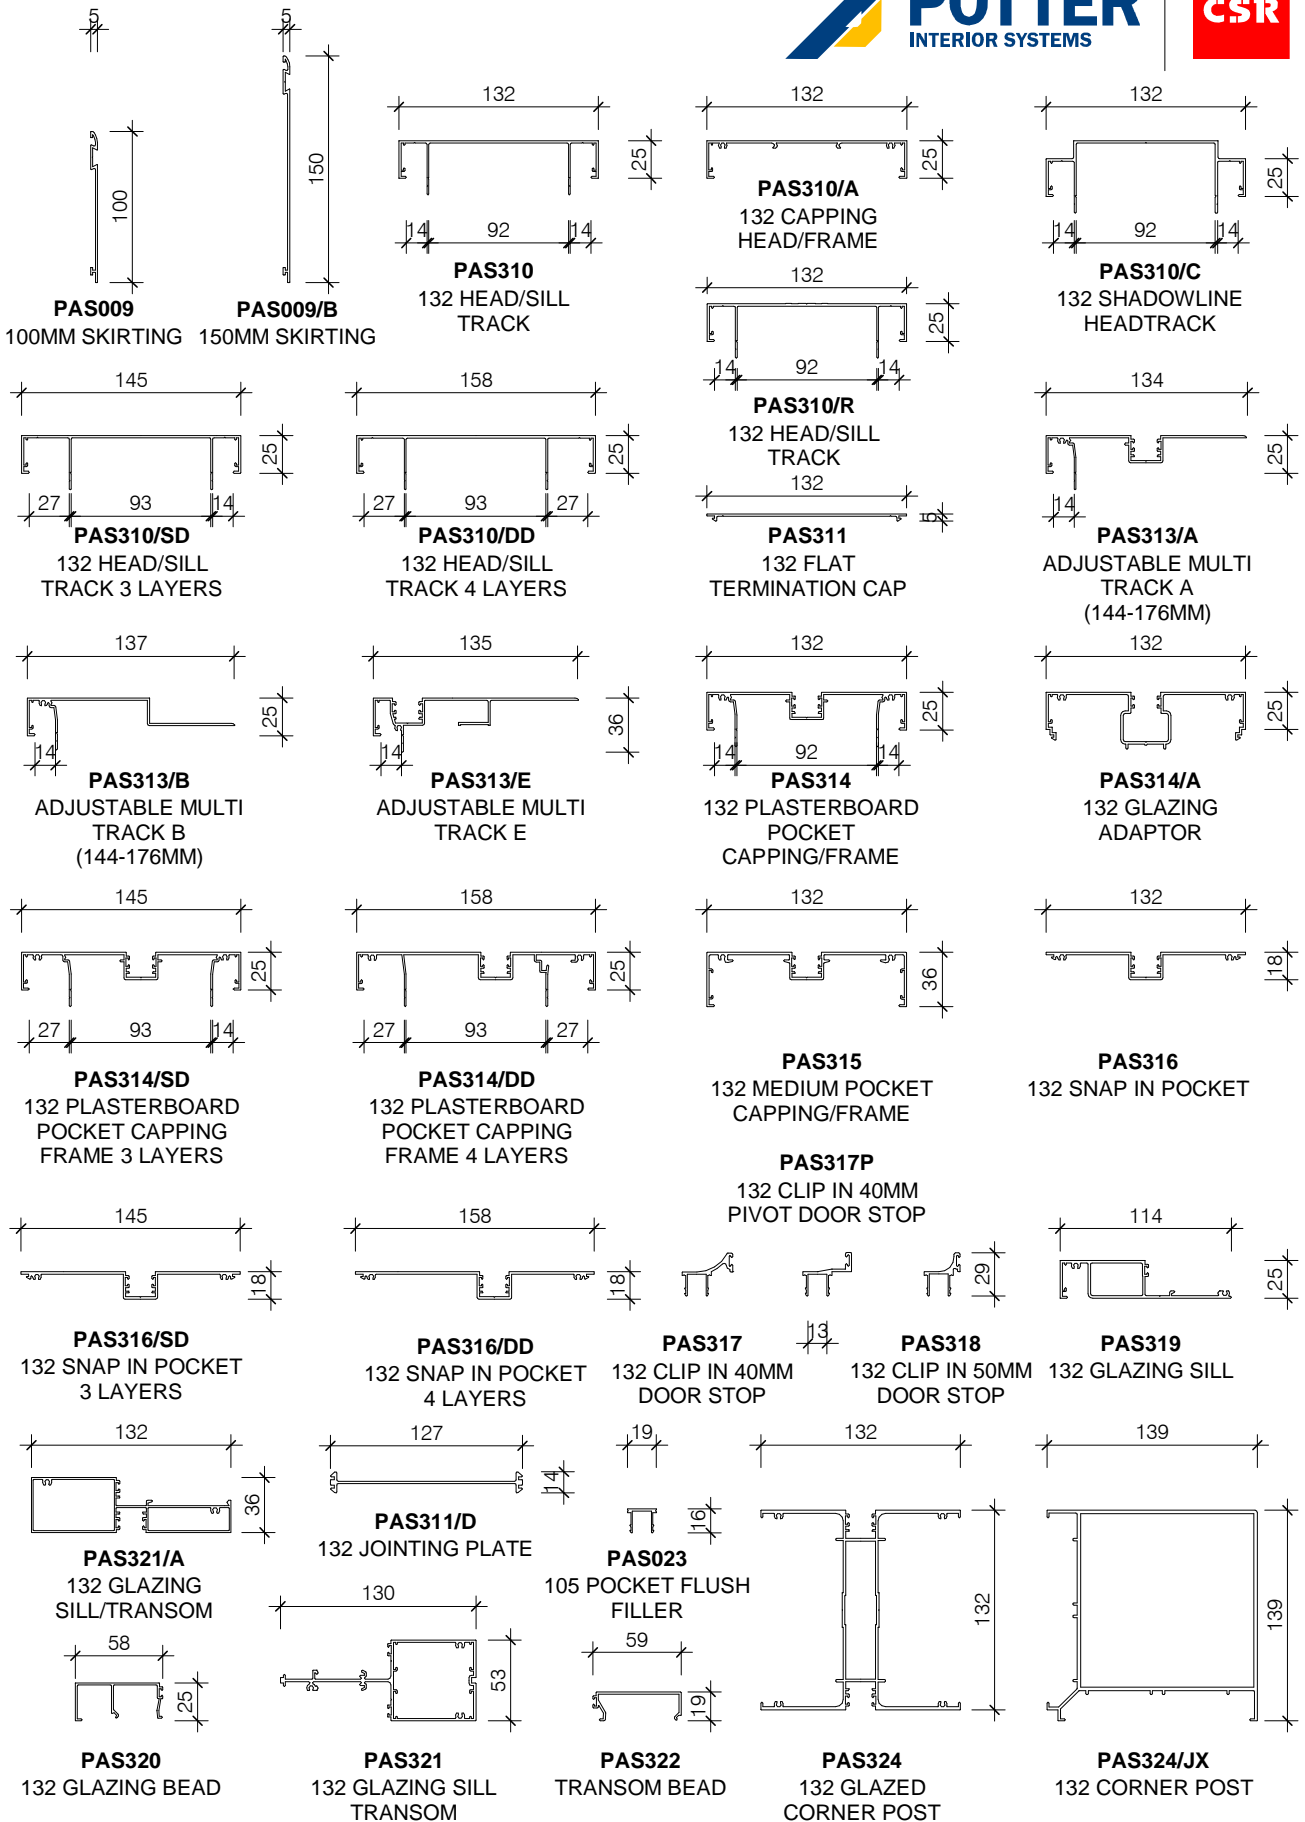 POTTER
INTERIOR SYSTEMS
CSR
5
100
PAS009
100MM SKIRTING
5
150
PAS009/B
150MM SKIRTING
132
25
14 92 14
PAS310
132 HEAD/SILL
TRACK
132
25
PAS310/A
132 CAPPING
HEAD/FRAME
132
25
14 92 14
PAS310/C
132 SHADOWLINE
HEADTRACK
132
25
14 92 14
PAS310/R
132 HEAD/SILL
TRACK
145
25
27 93 14
PAS310/SD
132 HEAD/SILL
TRACK 3 LAYERS
158
25
27 93 27
PAS310/DD
132 HEAD/SILL
TRACK 4 LAYERS
132
5
PAS311
132 FLAT
TERMINATION CAP
134
25
14
PAS313/A
ADJUSTABLE MULTI
TRACK A
(144-176MM)
137
25
14
PAS313/B
ADJUSTABLE MULTI
TRACK B
(144-176MM)
135
36
14
PAS313/E
ADJUSTABLE MULTI
TRACK E
132
25
14 92 14
PAS314
132 PLASTERBOARD
POCKET
CAPPING/FRAME
132
25
PAS314/A
132 GLAZING
ADAPTOR
145
25
27 93 14
PAS314/SD
132 PLASTERBOARD
POCKET CAPPING
FRAME 3 LAYERS
158
25
27 93 27
PAS314/DD
132 PLASTERBOARD
POCKET CAPPING
FRAME 4 LAYERS
132
36
PAS315
132 MEDIUM POCKET
CAPPING/FRAME
132
18
PAS316
132 SNAP IN POCKET
145
18
PAS316/SD
132 SNAP IN POCKET
3 LAYERS
158
18
PAS316/DD
132 SNAP IN POCKET
4 LAYERS
PAS317P
132 CLIP IN 40MM
PIVOT DOOR STOP
13
PAS317
132 CLIP IN 40MM
DOOR STOP
29
PAS318
132 CLIP IN 50MM
DOOR STOP
114
25
PAS319
132 GLAZING SILL
132
36
PAS321/A
132 GLAZING
SILL/TRANSOM
127
14
PAS311/D
132 JOINTING PLATE
19
16
PAS023
105 POCKET FLUSH
FILLER
132
132
PAS324
132 GLAZED
CORNER POST
139
139
PAS324/JX
132 CORNER POST
58
25
PAS320
132 GLAZING BEAD
130
53
PAS321
132 GLAZING SILL
TRANSOM
59
19
PAS322
TRANSOM BEAD